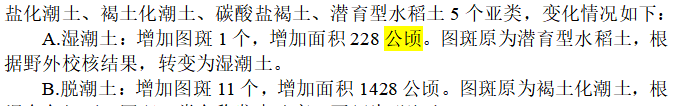 盐化潮土、褐土化潮土、碳酸盐褐土、潜育型水稻土 5 个亚类，变化情况如下：
A.湿潮土：增加图斑 1 个，增加面积 228 公顷。图斑原为潜育型水稻土，根
据野外校核结果，转变为湿潮土。
B.脱潮土：增加图斑 11 个，增加面积 1428 公顷。图斑原为褐土化潮土，根